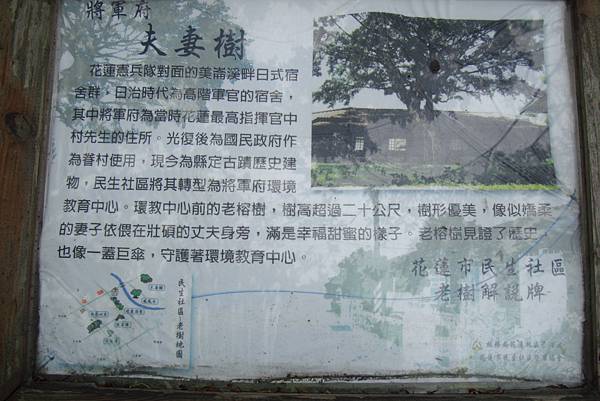 將軍府
夫妻樹
花蓮憲兵隊對面的美崙溪畔日式宿
舍群，日治時代為高階軍官的宿舍，
其中將軍府為當時花蓮最高指揮官中
村先生的住所。光復後為國民政府作
為眷村使用，現今為縣定古蹟歷史建
物，民生社區將其轉型為將軍府環境
教育中心。環教中心前的老榕樹，樹高超過二十公尺，樹形優美，像似嬌柔
的妻子依偎在壯碩的丈夫身旁，滿是幸福甜蜜的樣子。老榕樹見證了歷史
也像一蓋巨傘，守護著環境教育中心。
花蓮市民生社區
老樹解說牌
民生社區老樹地圖